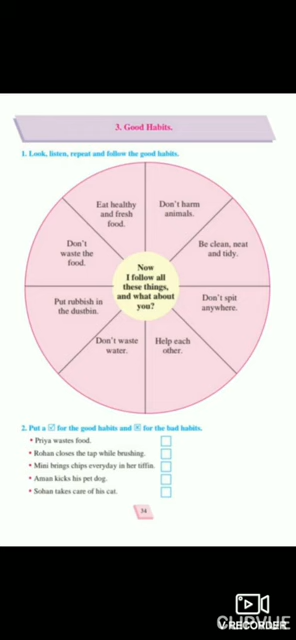 3. Good Habits.
1. Look, listen, repeat and follow the good habits.
Eat healthy
and fresh
food.
Don't harm
animals.
Don't
waste the
food.
Be clean, neat
and tidy.
Now
I follow all
these things,
and what about
you?
Put rubbish in
the dustbin.
Don't spit
anywhere.
Don't waste
water.
Help each
other.
2. Put a ☑ for the good habits and ☒ for the bad habits.
• Priya wastes food.
• Rohan closes the tap while brushing.
• Mini brings chips everyday in her tiffin.
• Aman kicks his pet dog.
• Sohan takes care of his cat.
34
V RECORDER